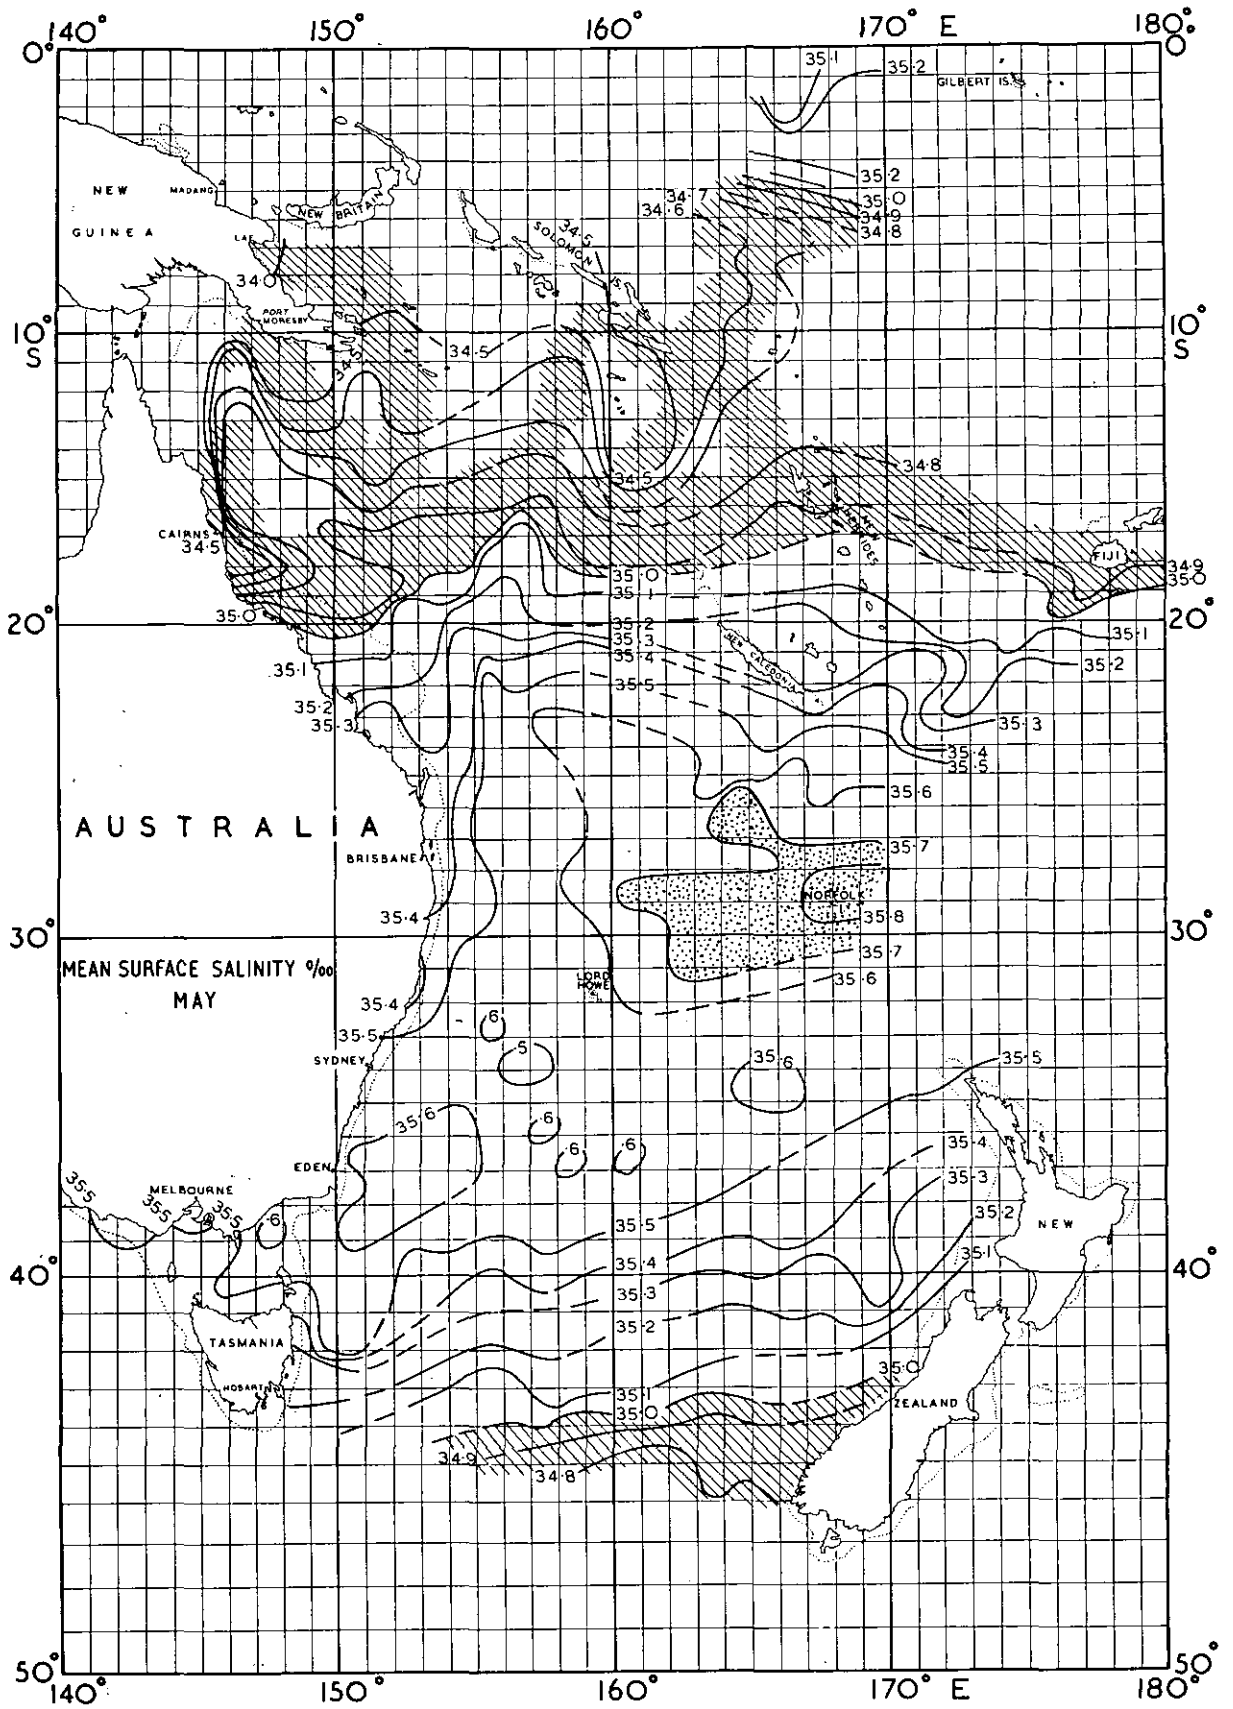 140° 150° 160° 170° E 180°
0° 0°
35·1
35·2
GILBERT IS.
NEW
GUINEA
MADANG
NEW BRITAIN
LAE
34·0
PORT
MORESBY
34·5
34·5
SOLOMON
IS.
34·5
34·7
34·6
35·2
35·0
34·9
34·8
10° 10°
S S
34·5
34·8
CAIRNS
34·5
NEW
HEBRIDES
FIJI
34·9
35·0
35·0
35·1
35·0
20° 20°
35·2
35·3
35·4
35·5
NEW CALEDONIA
35·1
35·2
35·1
35·2
35·3
35·3
35·4
35·5
35·6
AUSTRALIA
BRISBANE
35·7
NORFOLK
35·8
35·4
30° 30°
35·7
35·6
MEAN SURFACE SALINITY ‰
MAY
LORD
HOWE
35·4
35·5
SYDNEY
·6
·5
35·6
35·5
35·6
·6
·6
·6
EDEN
35·4
35·3
35·2
35·1
35·5
MELBOURNE
35·5
35·5
·6
35·5
35·4
35·3
35·2
NEW
40° 40°
TASMANIA
HOBART
35·0
35·1
35·0
ZEALAND
34·9
34·8
50° 50°
140° 150° 160° 170° E 180°